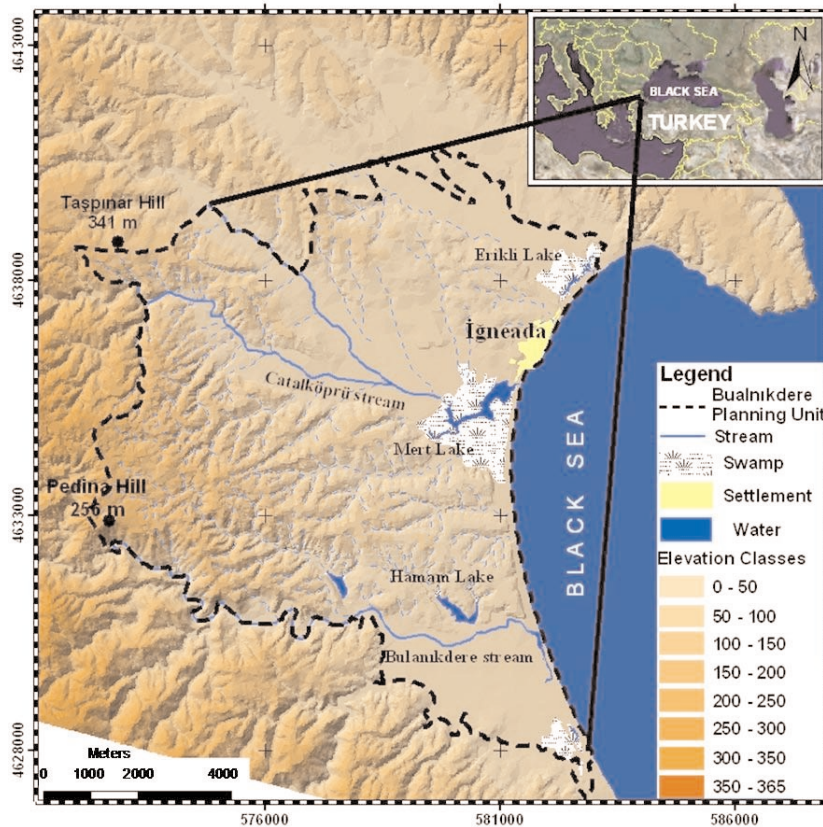 4643000
N
BLACK SEA
TURKEY
Taşpınar Hill
341 m
Erikli Lake
4638000
İgneada
Catalköprü stream
Mert Lake
Pedina Hill
256 m
4633000
BLACK SEA
Hamam Lake
Bulanıkdere stream
Legend
Bualnıkdere
Planning Unit
Stream
Swamp
Settlement
Water
Elevation Classes
0 - 50
50 - 100
100 - 150
150 - 200
200 - 250
250 - 300
300 - 350
350 - 365
4628000
Meters
0 1000 2000 4000
576000 581000 586000